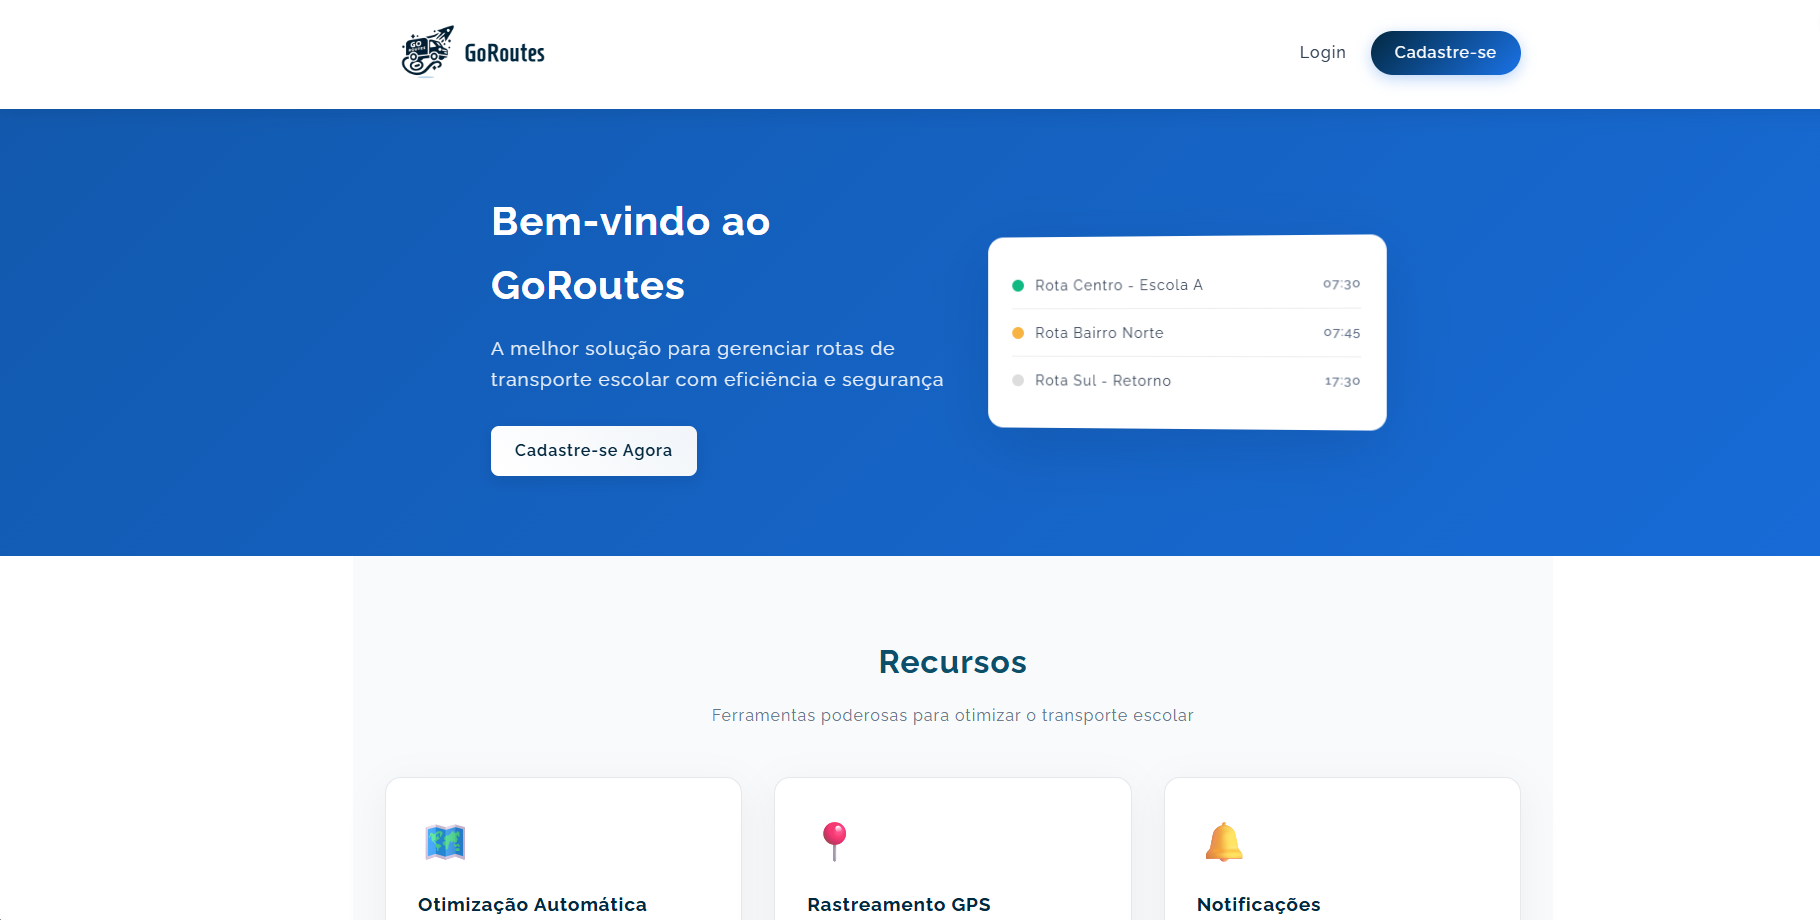 GO
ROUTES
GoRoutes
Login
Cadastre-se
Bem-vindo ao
GoRoutes
A melhor solução para gerenciar rotas de
transporte escolar com eficiência e segurança
Cadastre-se Agora
Rota Centro - Escola A 07:30
Rota Bairro Norte 07:45
Rota Sul - Retorno 17:30
Recursos
Ferramentas poderosas para otimizar o transporte escolar
Otimização Automática
Rastreamento GPS
Notificações